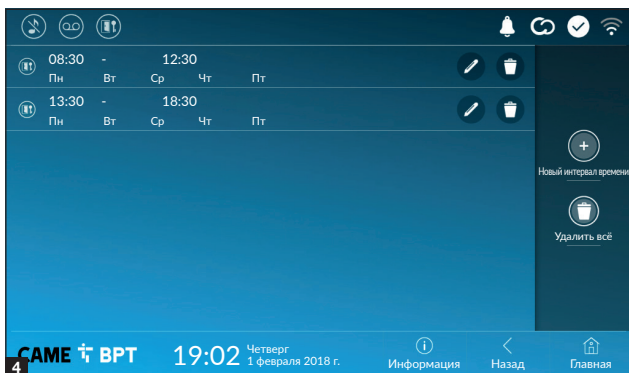 08:30 - 12:30
Пн Вт Ср Чт Пт
13:30 - 18:30
Пн Вт Ср Чт Пт
Новый интервал времени
Удалить всё
4
CAME BPT
19:02
Четверг
1 февраля 2018 г.
Информация
Назад
Главная